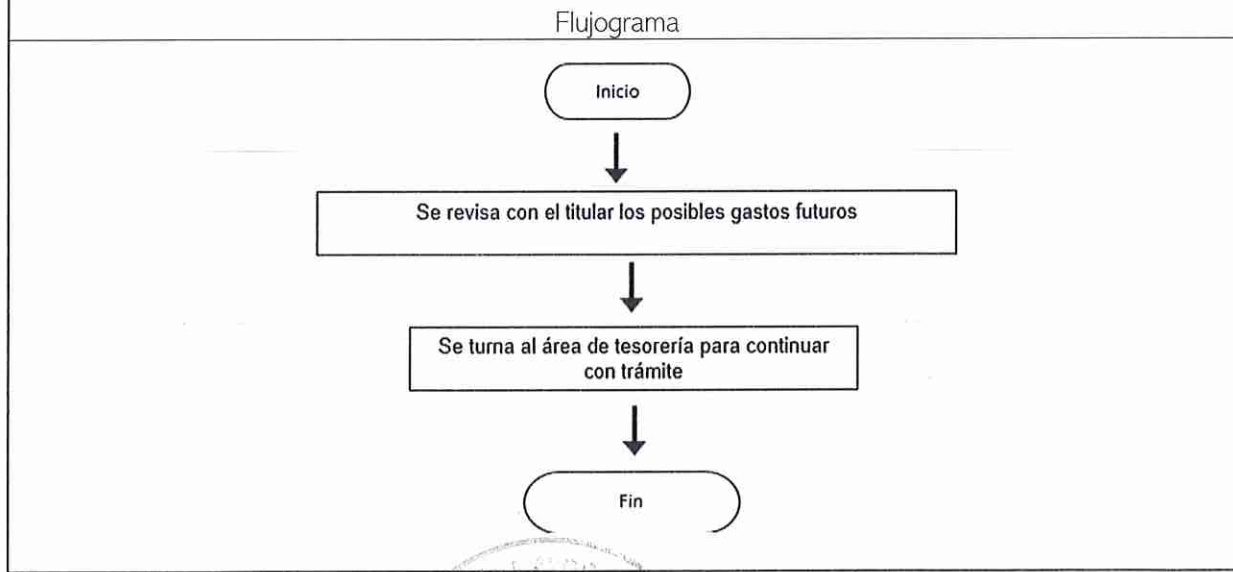 Flujograma
Inicio
Se revisa con el titular los posibles gastos futuros
Se turna al área de tesorería para continuar
con trámite
Fin